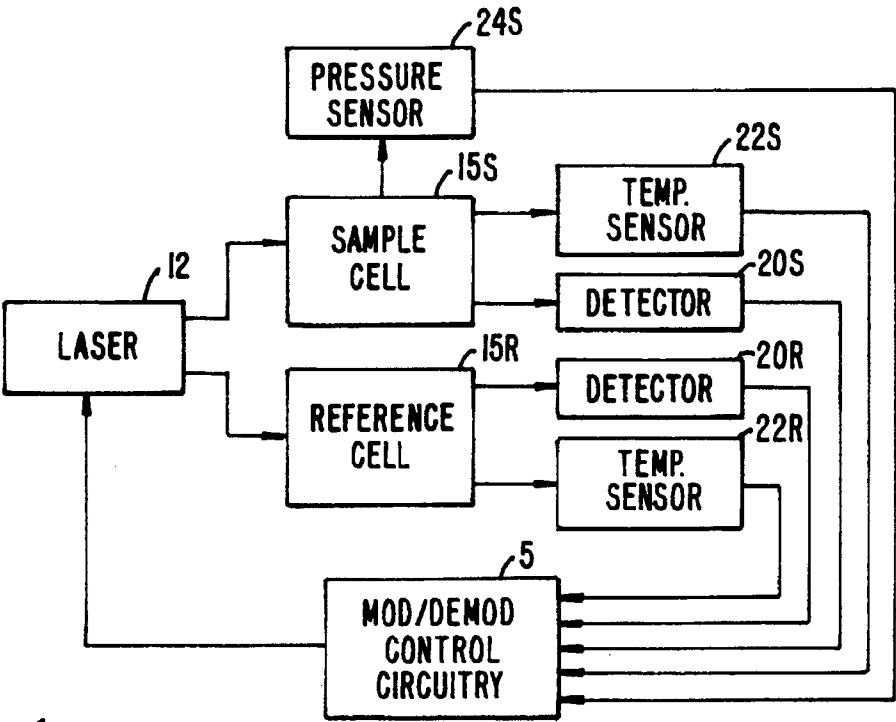 24S
PRESSURE
SENSOR
15S
SAMPLE
CELL
22S
TEMP.
SENSOR
12
LASER
20S
DETECTOR
15R
REFERENCE
CELL
20R
DETECTOR
22R
TEMP.
SENSOR
5
MOD/DEMOD
CONTROL
CIRCUITRY